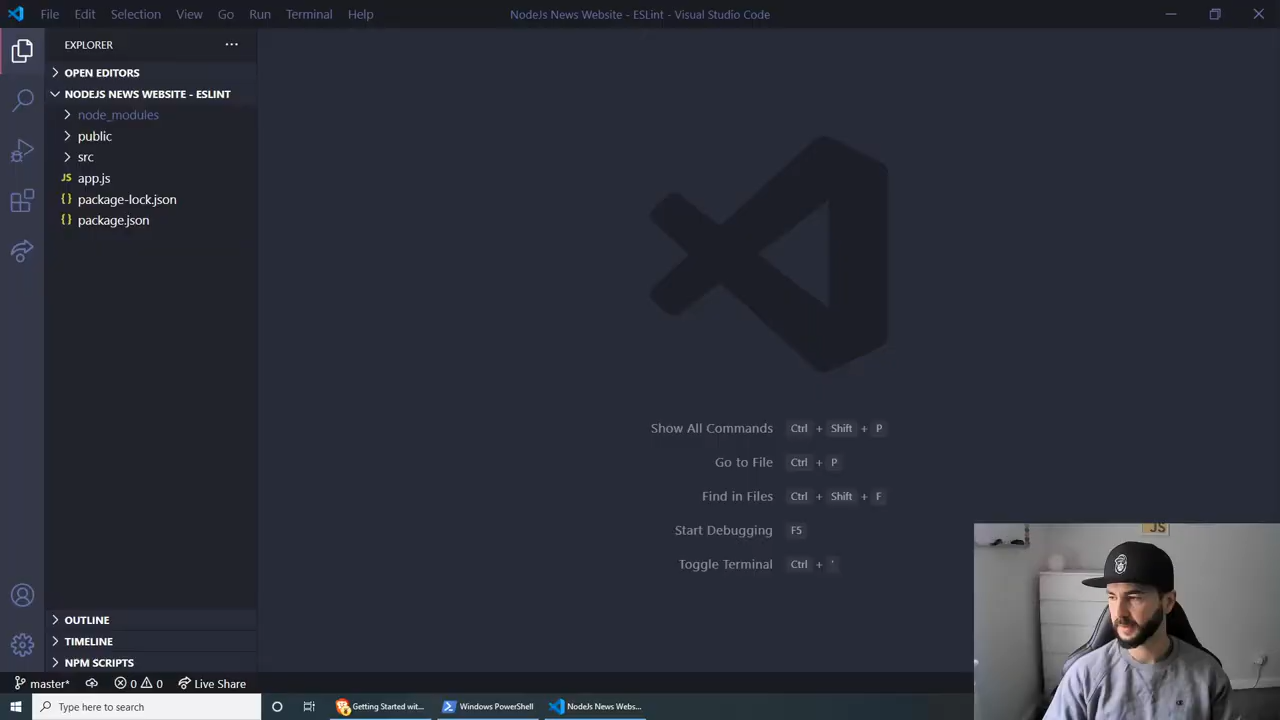 File Edit Selection View Go Run Terminal Help
NodeJs News Website - ESLint - Visual Studio Code
EXPLORER
OPEN EDITORS
NODEJS NEWS WEBSITE - ESLINT
node_modules
public
src
JS app.js
{} package-lock.json
{} package.json
Show All Commands Ctrl + Shift + P
Go to File Ctrl + P
Find in Files Ctrl + Shift + F
Start Debugging F5
Toggle Terminal Ctrl + '
JS
OUTLINE
TIMELINE
NPM SCRIPTS
master* 0 0 Live Share
Type here to search
Getting Started wit...
Windows PowerShell
NodeJs News Webs...